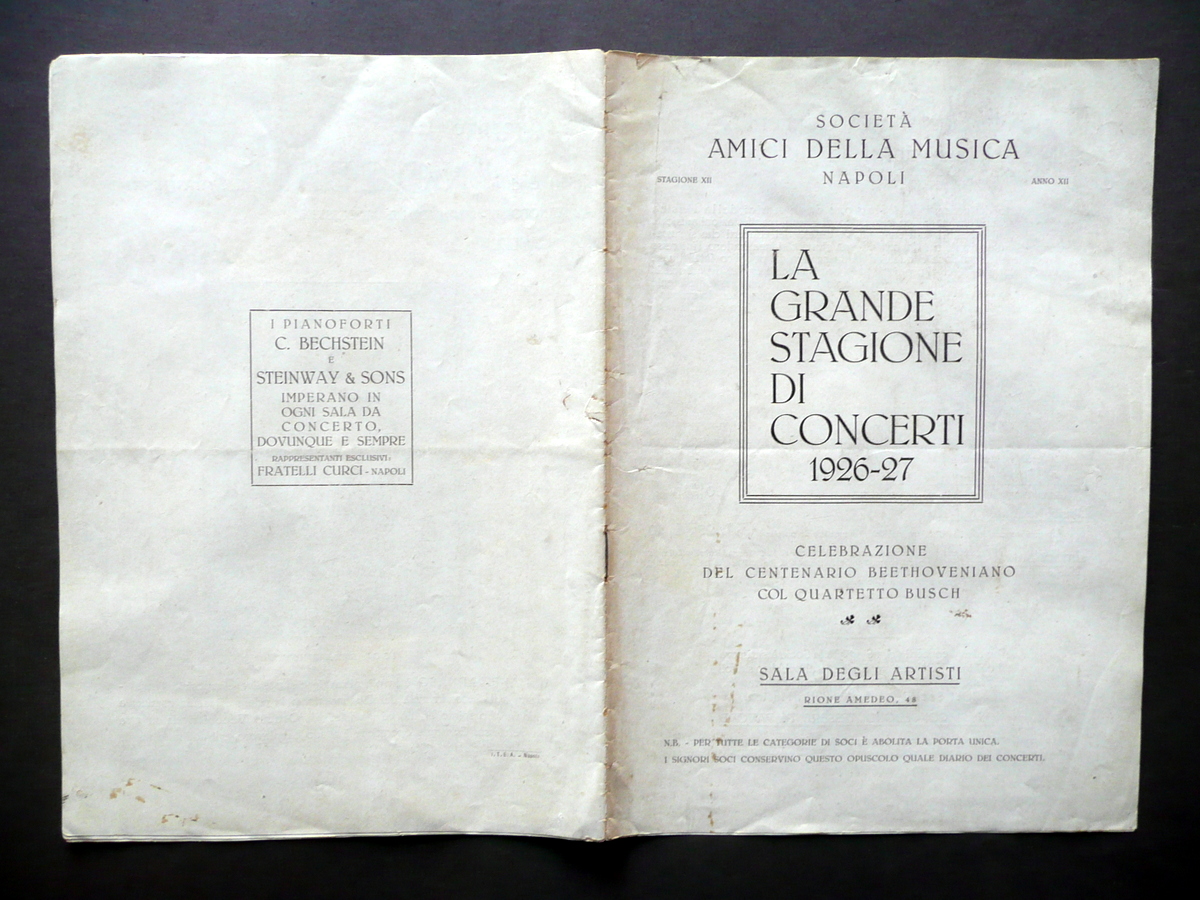 I PIANOFORTI
C. BECHSTEIN
E
STEINWAY & SONS
IMPERANO IN
OGNI SALA DA
CONCERTO,
DOVUNQUE E SEMPRE
RAPPRESENTANTI ESCLUSIVI:
FRATELLI CURCI - NAPOLI
SOCIETÀ
AMICI DELLA MUSICA
STAGIONE XII NAPOLI ANNO XII
LA
GRANDE
STAGIONE
DI
CONCERTI
1926-27
CELEBRAZIONE
DEL CENTENARIO BEETHOVENIANO
COL QUARTETTO BUSCH
SALA DEGLI ARTISTI
RIONE AMEDEO, 48
N.B. - PER TUTTE LE CATEGORIE DI SOCI È ABOLITA LA PORTA UNICA.
I SIGNORI SOCI CONSERVINO QUESTO OPUSCOLO QUALE DIARIO DEI CONCERTI.